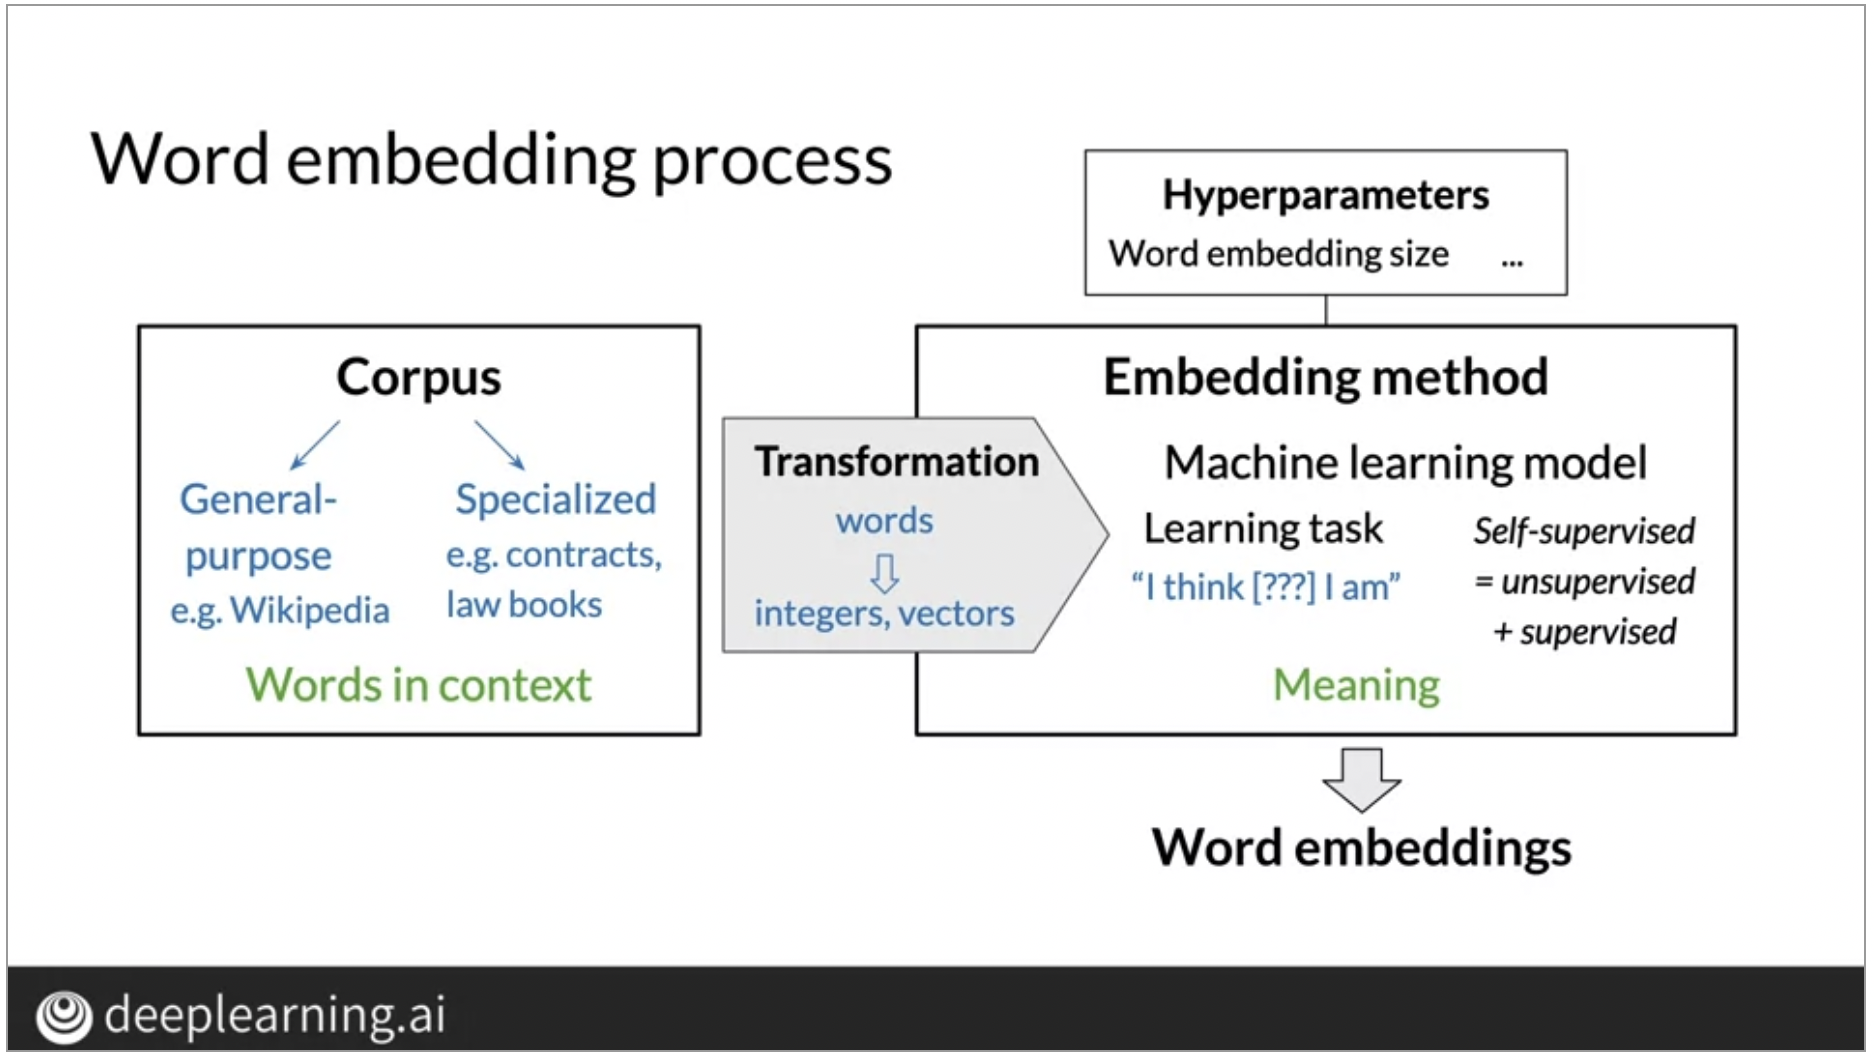 Word embedding process
Hyperparameters
Word embedding size ...
Corpus
General-
purpose
e.g. Wikipedia
Specialized
e.g. contracts,
law books
Words in context
Transformation
words
integers, vectors
Embedding method
Machine learning model
Learning task
“I think [???] I am”
Self-supervised
= unsupervised
+ supervised
Meaning
Word embeddings
deeplearning.ai